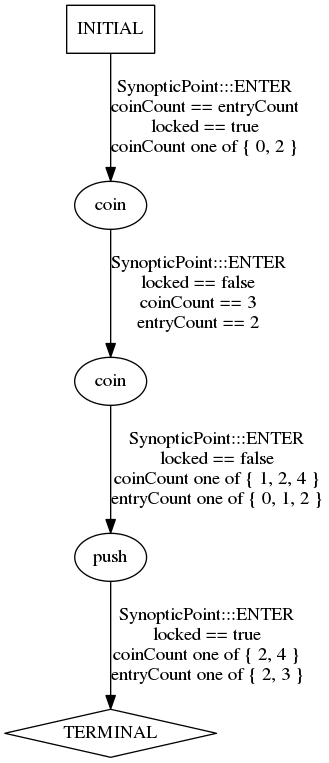 INITIAL
SynopticPoint:::ENTER
coinCount == entryCount
locked == true
coinCount one of { 0, 2 }
coin
SynopticPoint:::ENTER
locked == false
coinCount == 3
entryCount == 2
coin
SynopticPoint:::ENTER
locked == false
coinCount one of { 1, 2, 4 }
entryCount one of { 0, 1, 2 }
push
SynopticPoint:::ENTER
locked == true
coinCount one of { 2, 4 }
entryCount one of { 2, 3 }
TERMINAL